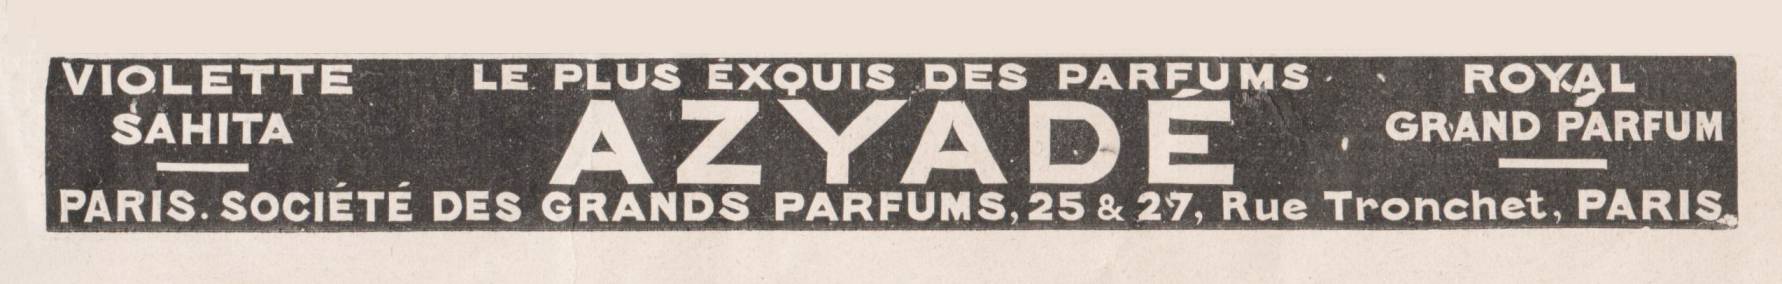 VIOLETTE
SAHITA
LE PLUS EXQUIS DES PARFUMS
AZYADÉ
ROYAL
GRAND PARFUM
PARIS. SOCIÉTÉ DES GRANDS PARFUMS, 25 & 27, Rue Tronchet, PARIS.